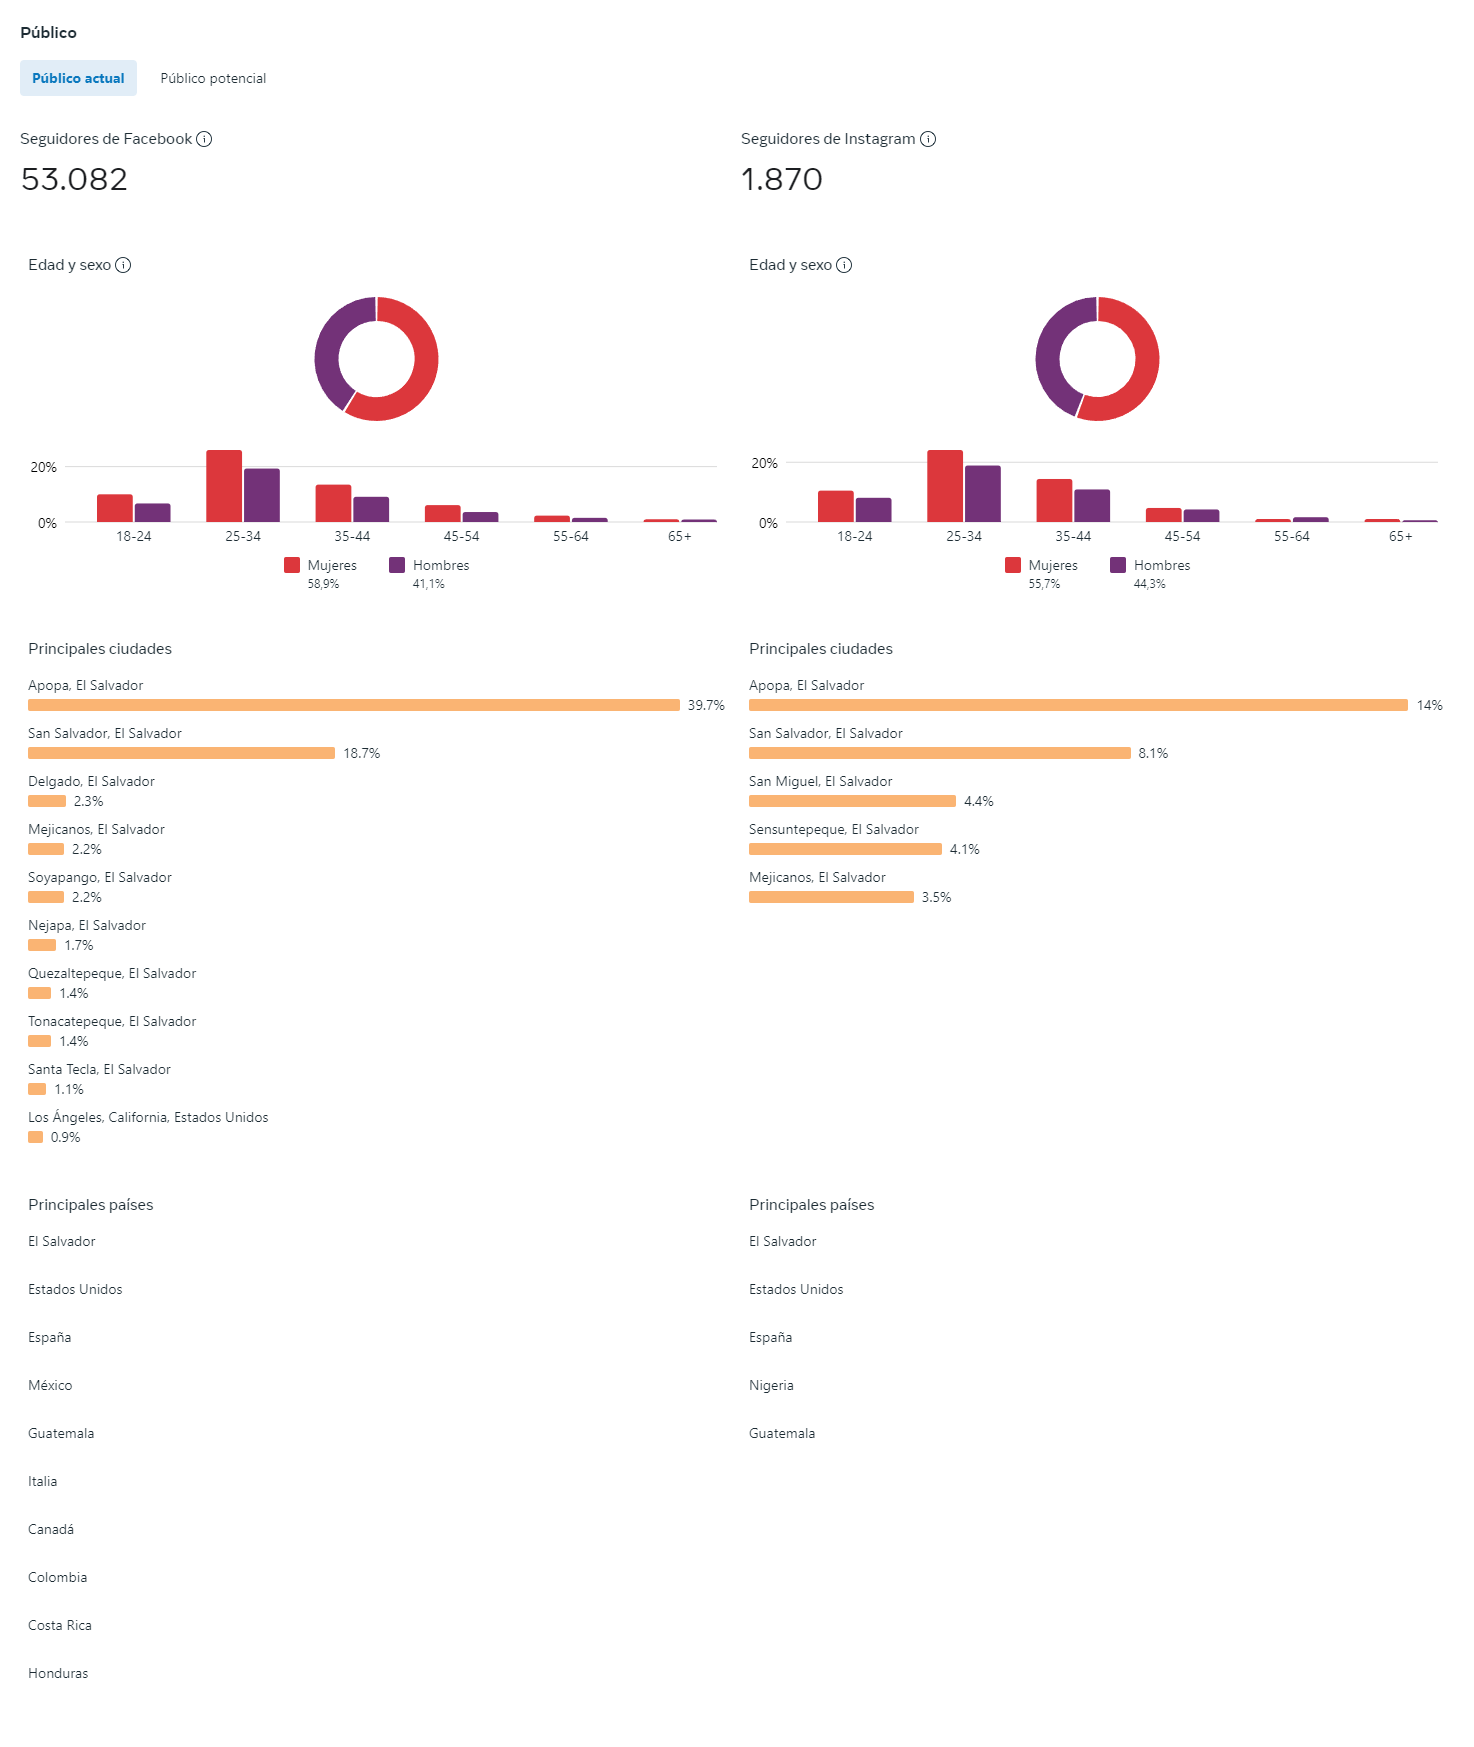 Público
Público actual
Público potencial
Seguidores de Facebook
53.082
Edad y sexo
20%
0%
18-24
25-34
35-44
45-54
55-64
65+
Mujeres
58,9%
Hombres
41,1%
Principales ciudades
Apopa, El Salvador
39.7%
San Salvador, El Salvador
18.7%
Delgado, El Salvador
2.3%
Mejicanos, El Salvador
2.2%
Soyapango, El Salvador
2.2%
Nejapa, El Salvador
1.7%
Quezaltepeque, El Salvador
1.4%
Tonacatepeque, El Salvador
1.4%
Santa Tecla, El Salvador
1.1%
Los Ángeles, California, Estados Unidos
0.9%
Principales países
El Salvador
Estados Unidos
España
México
Guatemala
Italia
Canadá
Colombia
Costa Rica
Honduras
Seguidores de Instagram
1.870
Edad y sexo
20%
0%
18-24
25-34
35-44
45-54
55-64
65+
Mujeres
55,7%
Hombres
44,3%
Principales ciudades
Apopa, El Salvador
14%
San Salvador, El Salvador
8.1%
San Miguel, El Salvador
4.4%
Sensuntepeque, El Salvador
4.1%
Mejicanos, El Salvador
3.5%
Principales países
El Salvador
Estados Unidos
España
Nigeria
Guatemala